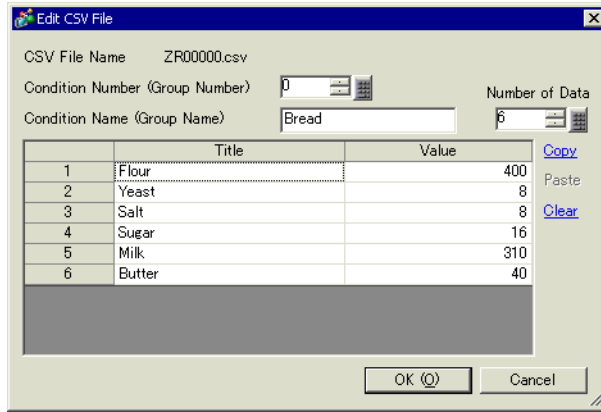 Edit CSV File
CSV File Name ZR00000.csv
Condition Number (Group Number) 0
Number of Data
Condition Name (Group Name) Bread 6
Title Value Copy
1 Flour 400
Paste
2 Yeast 8
3 Salt 8 Clear
4 Sugar 16
5 Milk 310
6 Butter 40
OK (O) Cancel